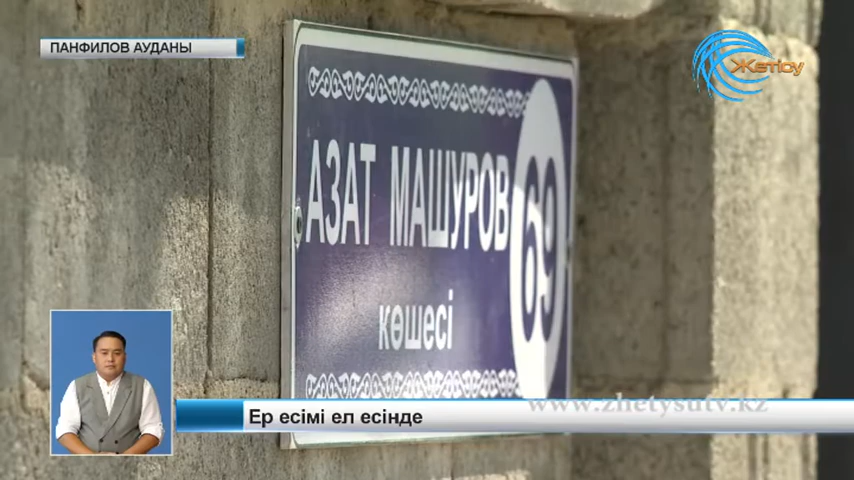 ПАНФИЛОВ АУДАНЫ
Жетісу
АЗАТ МАШУРОВ
69
көшесі
www.zhetysutv.kz
Ер есімі ел есінде